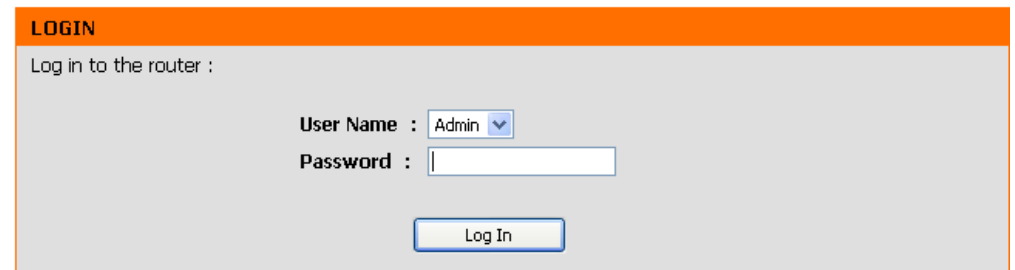 LOGIN
Log in to the router :
User Name : Admin
Password :
Log In